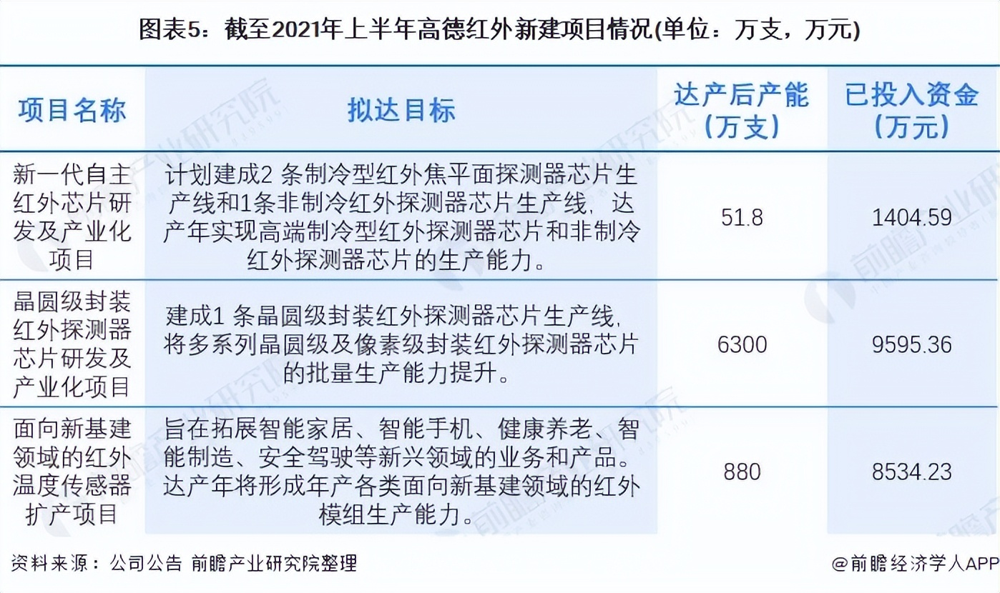 图表5：截至2021年上半年高德红外新建项目情况(单位：万支，万元)
项目名称
拟达目标
达产后产能
(万支)
已投入资金
(万元)
新一代自主
红外芯片研
发及产业化
项目
计划建成2 条制冷型红外焦平面探测器芯片生
产线和1条非制冷红外探测器芯片生产线，达
产年实现高端制冷型红外探测器芯片和非制冷
红外探测器芯片的生产能力。
51.8
1404.59
晶圆级封装
红外探测器
芯片研发及
产业化项目
建成1 条晶圆级封装红外探测器芯片生产线，
将多系列晶圆级及像素级封装红外探测器芯片
的批量生产能力提升。
6300
9595.36
面向新基建
领域的红外
温度传感器
扩产项目
旨在拓展智能家居、智能手机、健康养老、智
能制造、安全驾驶等新兴领域的业务和产品。
达产年将形成年产各类面向新基建领域的红外
模组生产能力。
880
8534.23
资料来源：公司公告 前瞻产业研究院整理
@前瞻经济学人APP